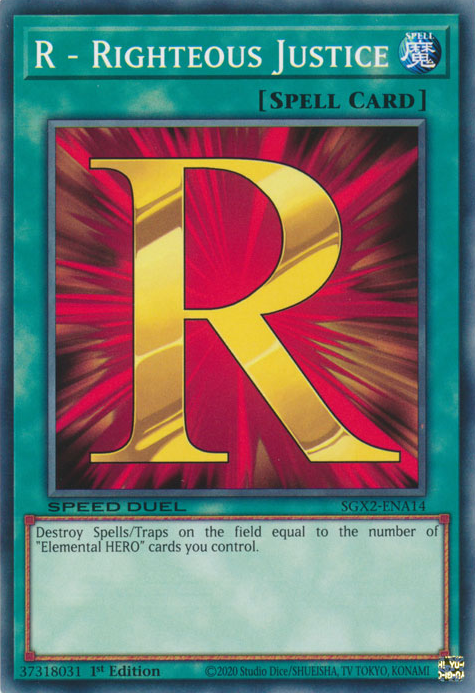 R - Righteous Justice
SPELL
魔
[Spell Card]
R
SPEED DUEL
SGX2-ENA14
Destroy Spells/Traps on the field equal to the number of
"Elemental HERO" cards you control.
37318031 1st Edition ©2020 Studio Dice/SHUEISHA, TV TOKYO, KONAMI